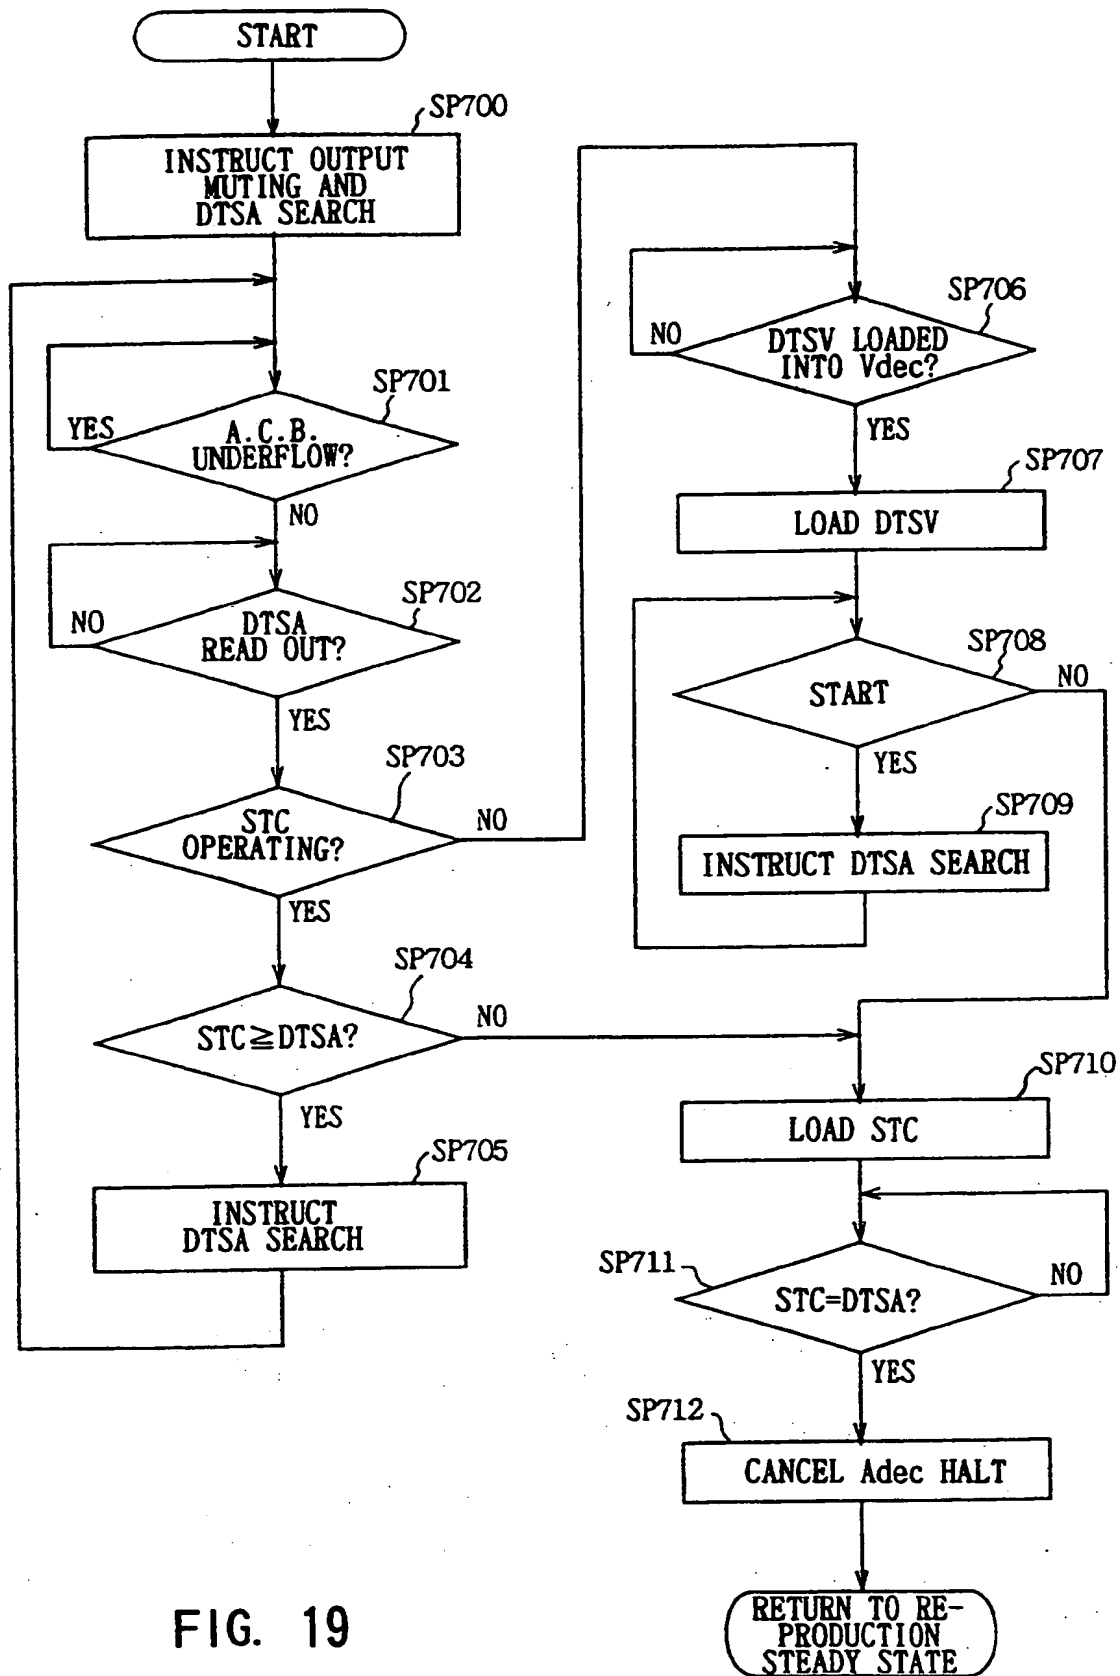 START
SP700
INSTRUCT OUTPUT
MUTING AND
DTSA SEARCH
SP701
YES
A.C.B.
UNDERFLOW?
NO
SP702
NO
DTSA
READ OUT?
YES
SP703
STC
OPERATING?
NO
YES
SP704
STC≧DTSA?
NO
YES
SP705
INSTRUCT
DTSA SEARCH
SP706
NO
DTSV LOADED
INTO Vdec?
YES
SP707
LOAD DTSV
SP708
START
NO
YES
SP709
INSTRUCT DTSA SEARCH
SP710
LOAD STC
SP711
STC=DTSA?
NO
YES
SP712
CANCEL Adec HALT
RETURN TO RE-
PRODUCTION
STEADY STATE
FIG. 19